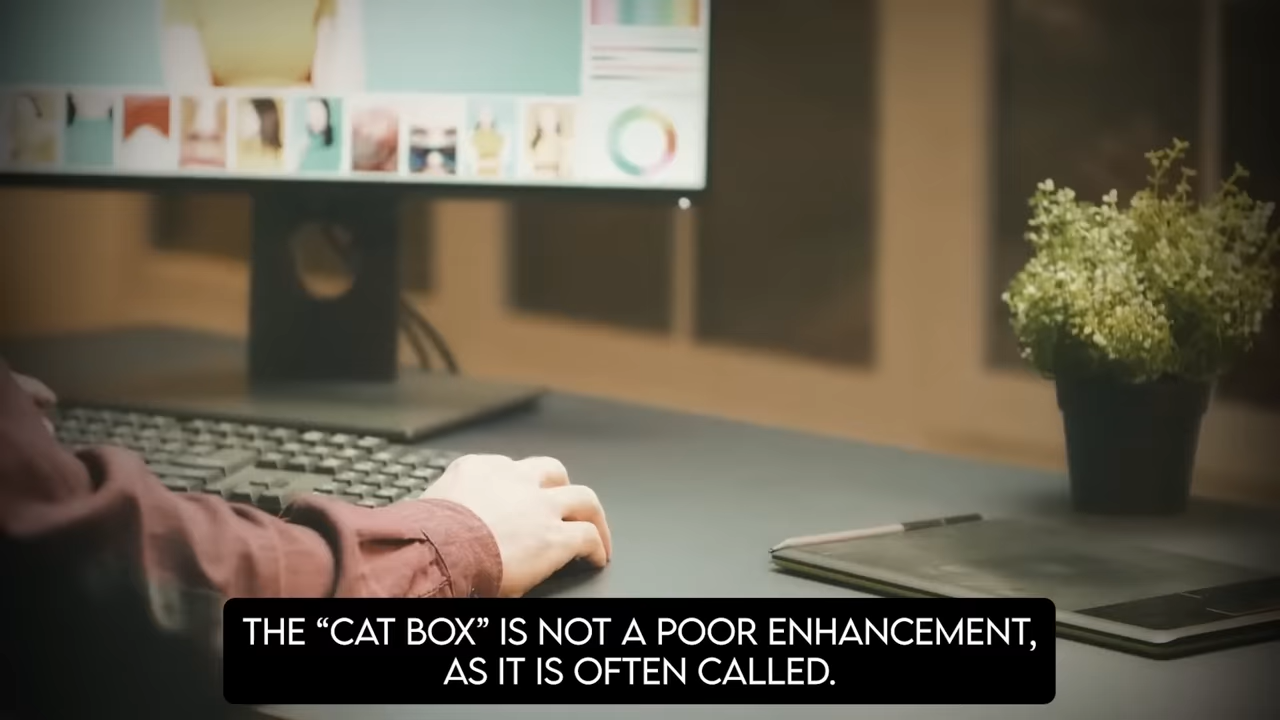 THE “CAT BOX” IS NOT A POOR ENHANCEMENT,
AS IT IS OFTEN CALLED.